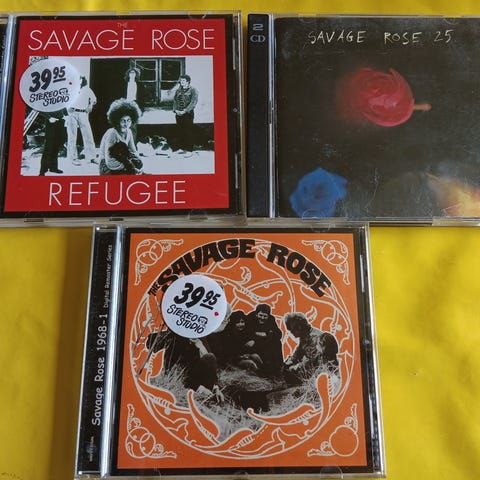 THE
SAVAGE ROSE
39.95
STEREO
STUDIO
REFUGEE
2
CD
SAVAGE ROSE 25
Savage Rose 1968-1 Digital Remaster Series
THE SAVAGE ROSE
39.95
STEREO
STUDIO